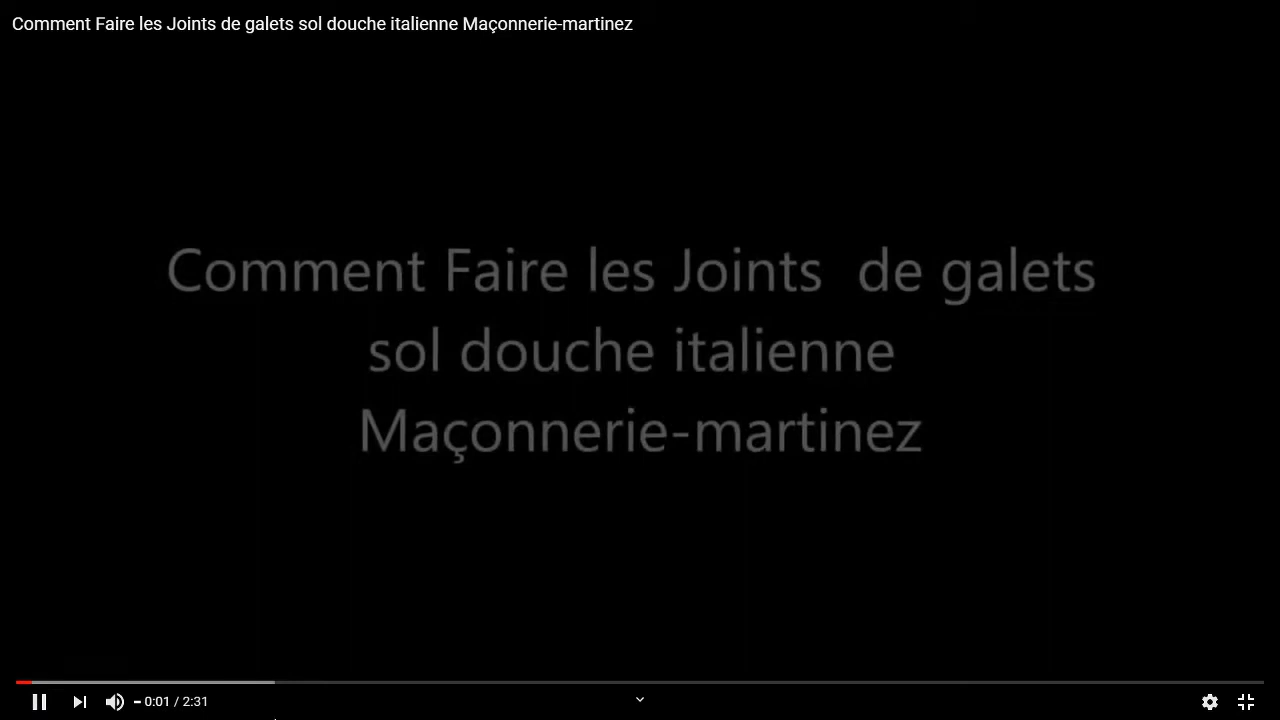 Comment Faire les Joints de galets sol douche italienne Maçonnerie-martinez
Comment Faire les Joints de galets
sol douche italienne
Maçonnerie-martinez
0:01 / 2:31